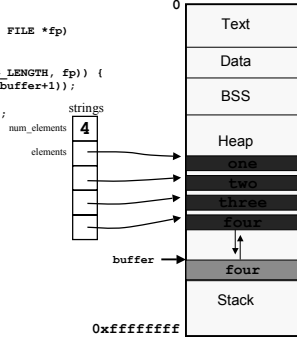 0
FILE *fp)
Text
Data
_LENGTH, fp)) {
buffer+1));
BSS
;
strings
num_elements 4
Heap
elements
one
two
three
four
buffer
four
Stack
0xffffffff